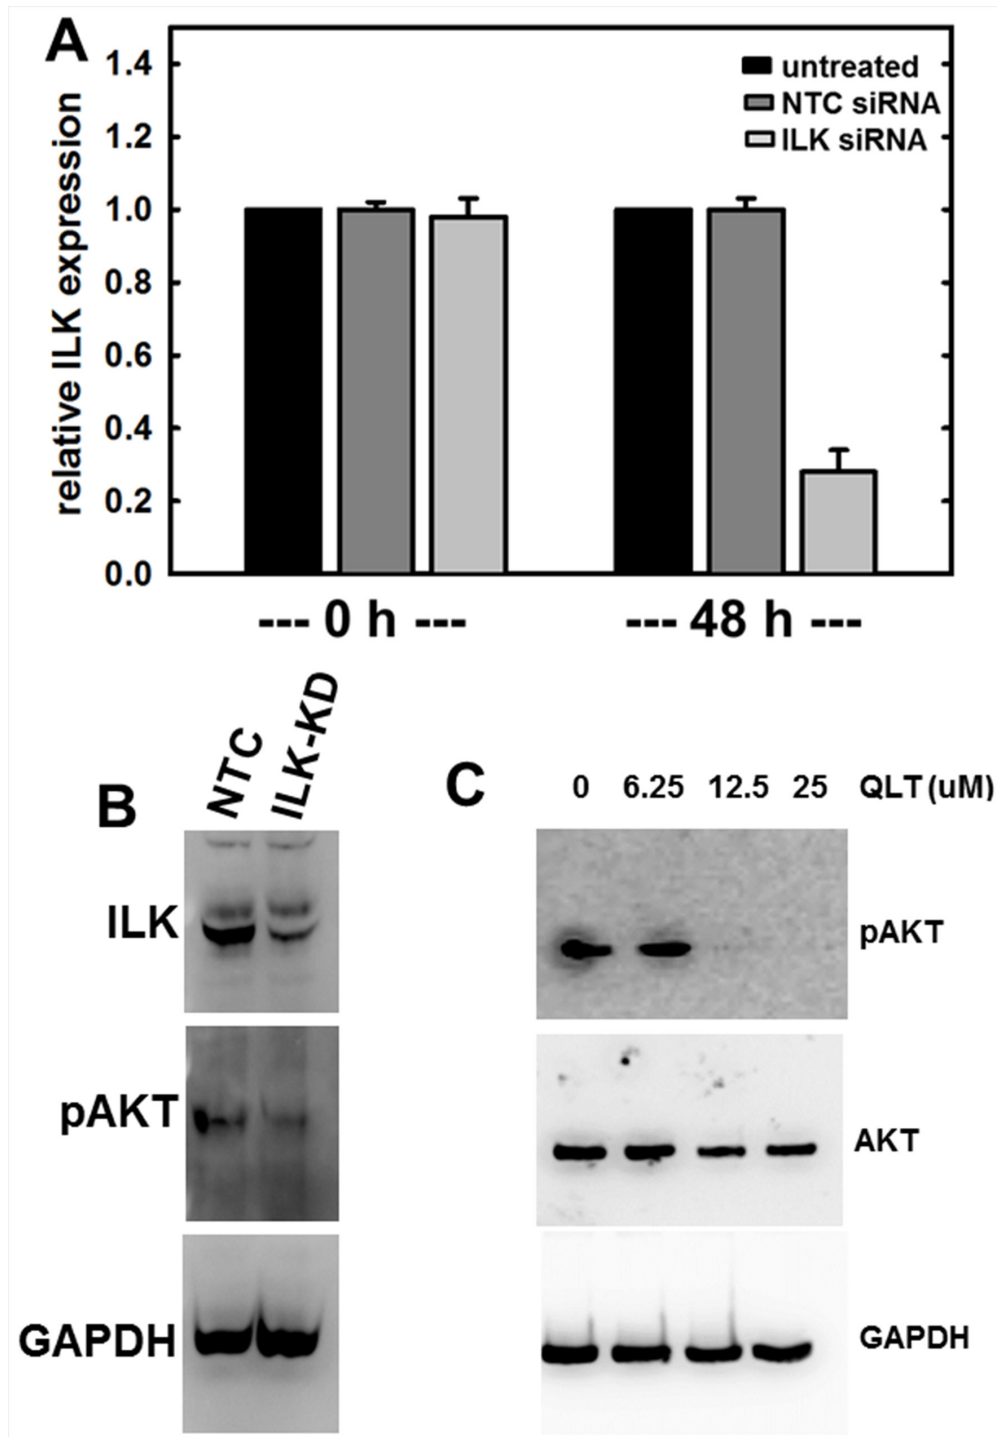 A
relative ILK expression
1.4
1.2
1.0
0.8
0.6
0.4
0.2
0.0
untreated
NTC siRNA
ILK siRNA
--- 0 h --- --- 48 h ---
B
NTC ILK-KD
ILK
pAKT
GAPDH
C
0 6.25 12.5 25 QLT (uM)
pAKT
AKT
GAPDH